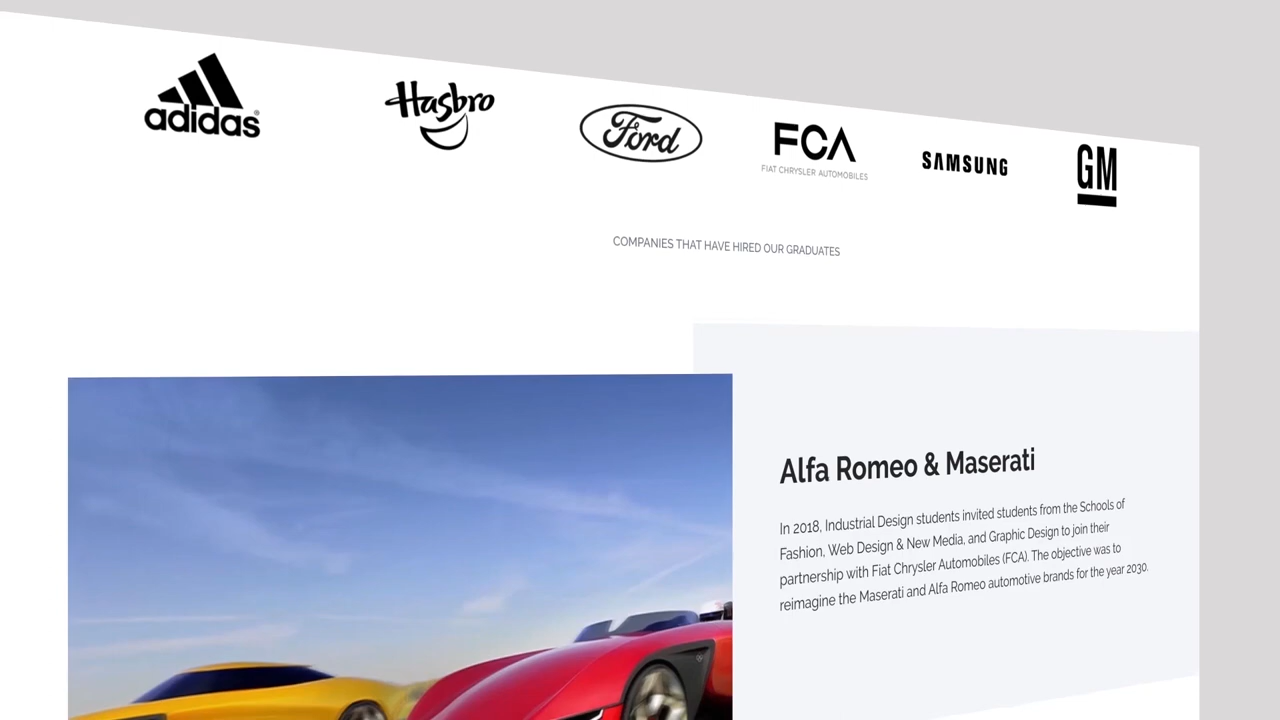 adidas
Hasbro
Ford
FCA
FIAT CHRYSLER AUTOMOBILES
SAMSUNG
GM
COMPANIES THAT HAVE HIRED OUR GRADUATES
Alfa Romeo & Maserati
In 2018, Industrial Design students invited students from the Schools of
Fashion, Web Design & New Media, and Graphic Design to join their
partnership with Fiat Chrysler Automobiles (FCA). The objective was to
reimagine the Maserati and Alfa Romeo automotive brands for the year 2030.